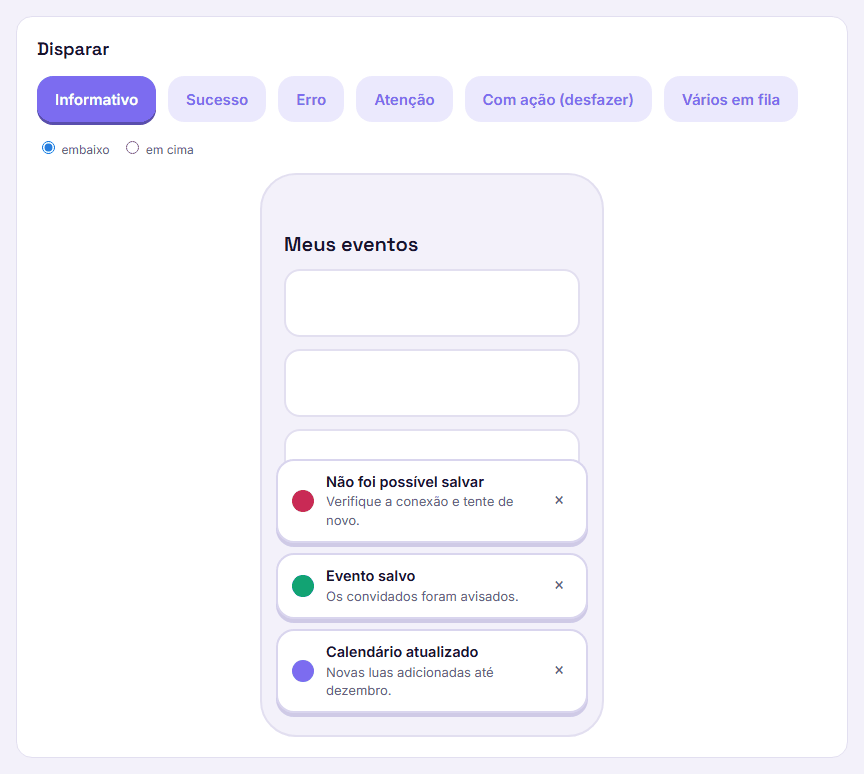 Disparar
Informativo
Sucesso
Erro
Atenção
Com ação (desfazer)
Vários em fila
embaixo
em cima
Meus eventos
Não foi possível salvar
Verifique a conexão e tente de
novo.
×
Evento salvo
Os convidados foram avisados.
×
Calendário atualizado
Novas luas adicionadas até
dezembro.
×